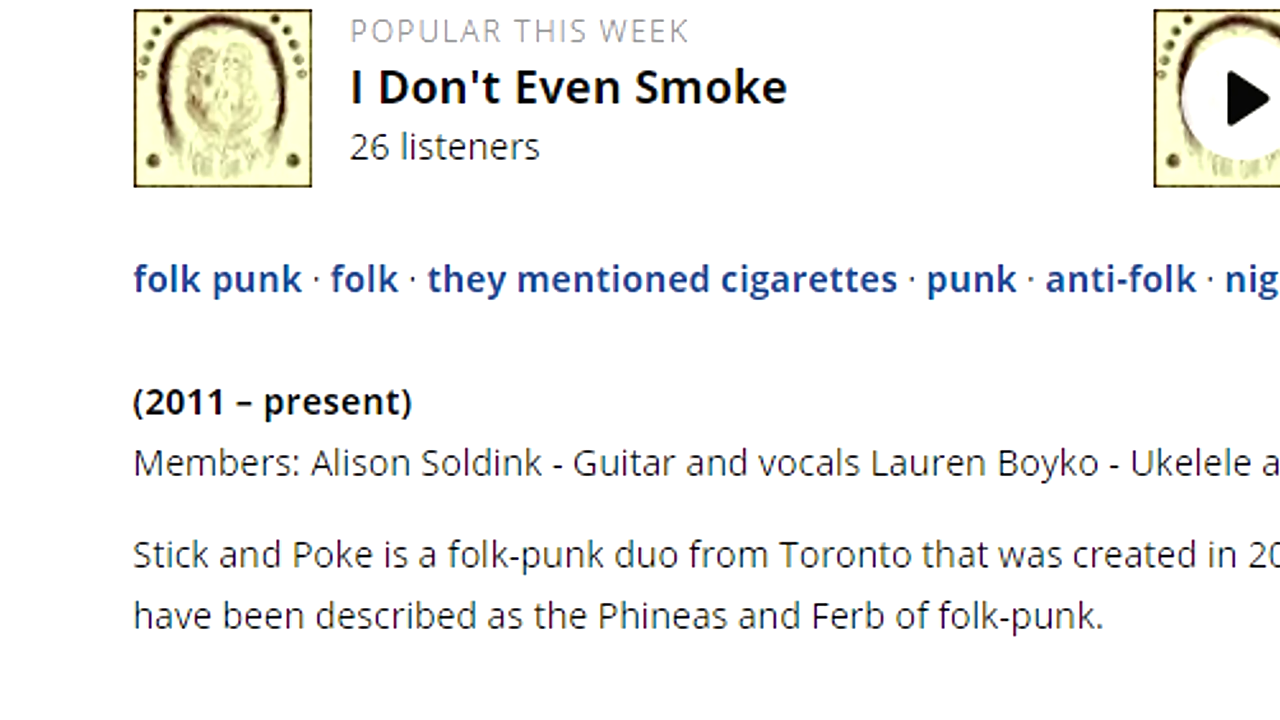 POPULAR THIS WEEK
I Don't Even Smoke
26 listeners
folk punk · folk · they mentioned cigarettes · punk · anti-folk · nig
(2011 – present)
Members: Alison Soldink - Guitar and vocals Lauren Boyko - Ukelele a
Stick and Poke is a folk-punk duo from Toronto that was created in 20
have been described as the Phineas and Ferb of folk-punk.